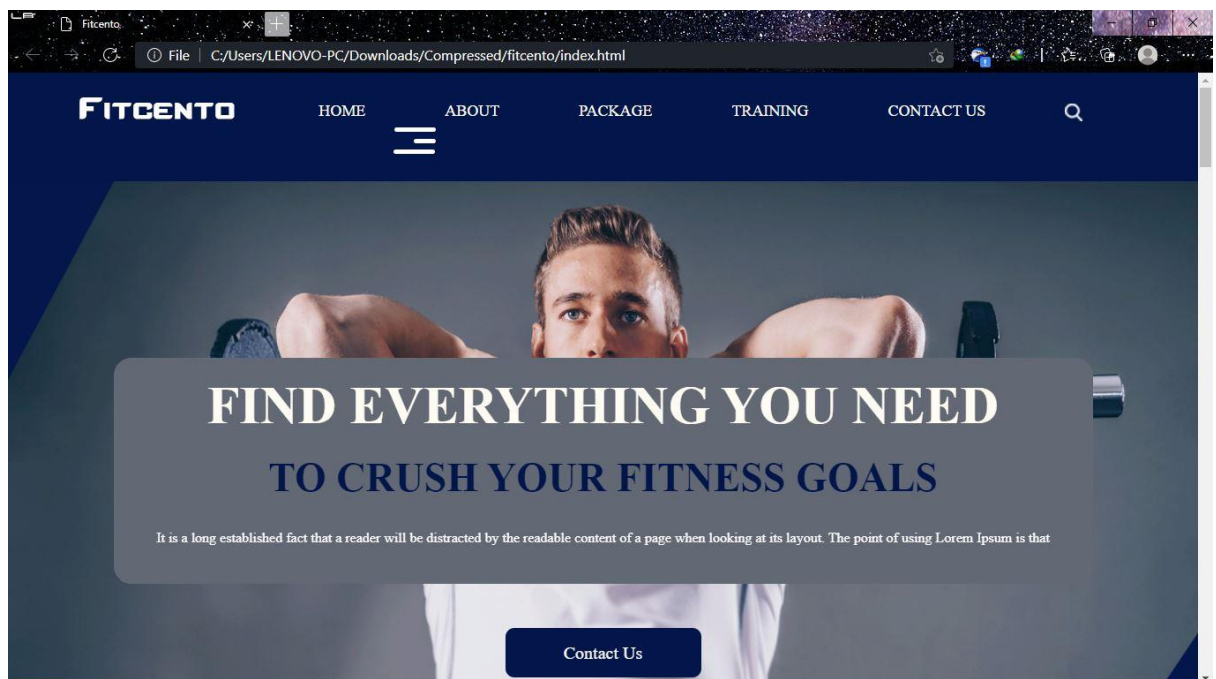 Fitcento
File | C:/Users/LENOVO-PC/Downloads/Compressed/fitcento/index.html
FITCENTO HOME ABOUT PACKAGE TRAINING CONTACT US
FIND EVERYTHING YOU NEED
TO CRUSH YOUR FITNESS GOALS
It is a long established fact that a reader will be distracted by the readable content of a page when looking at its layout. The point of using Lorem Ipsum is that
Contact Us